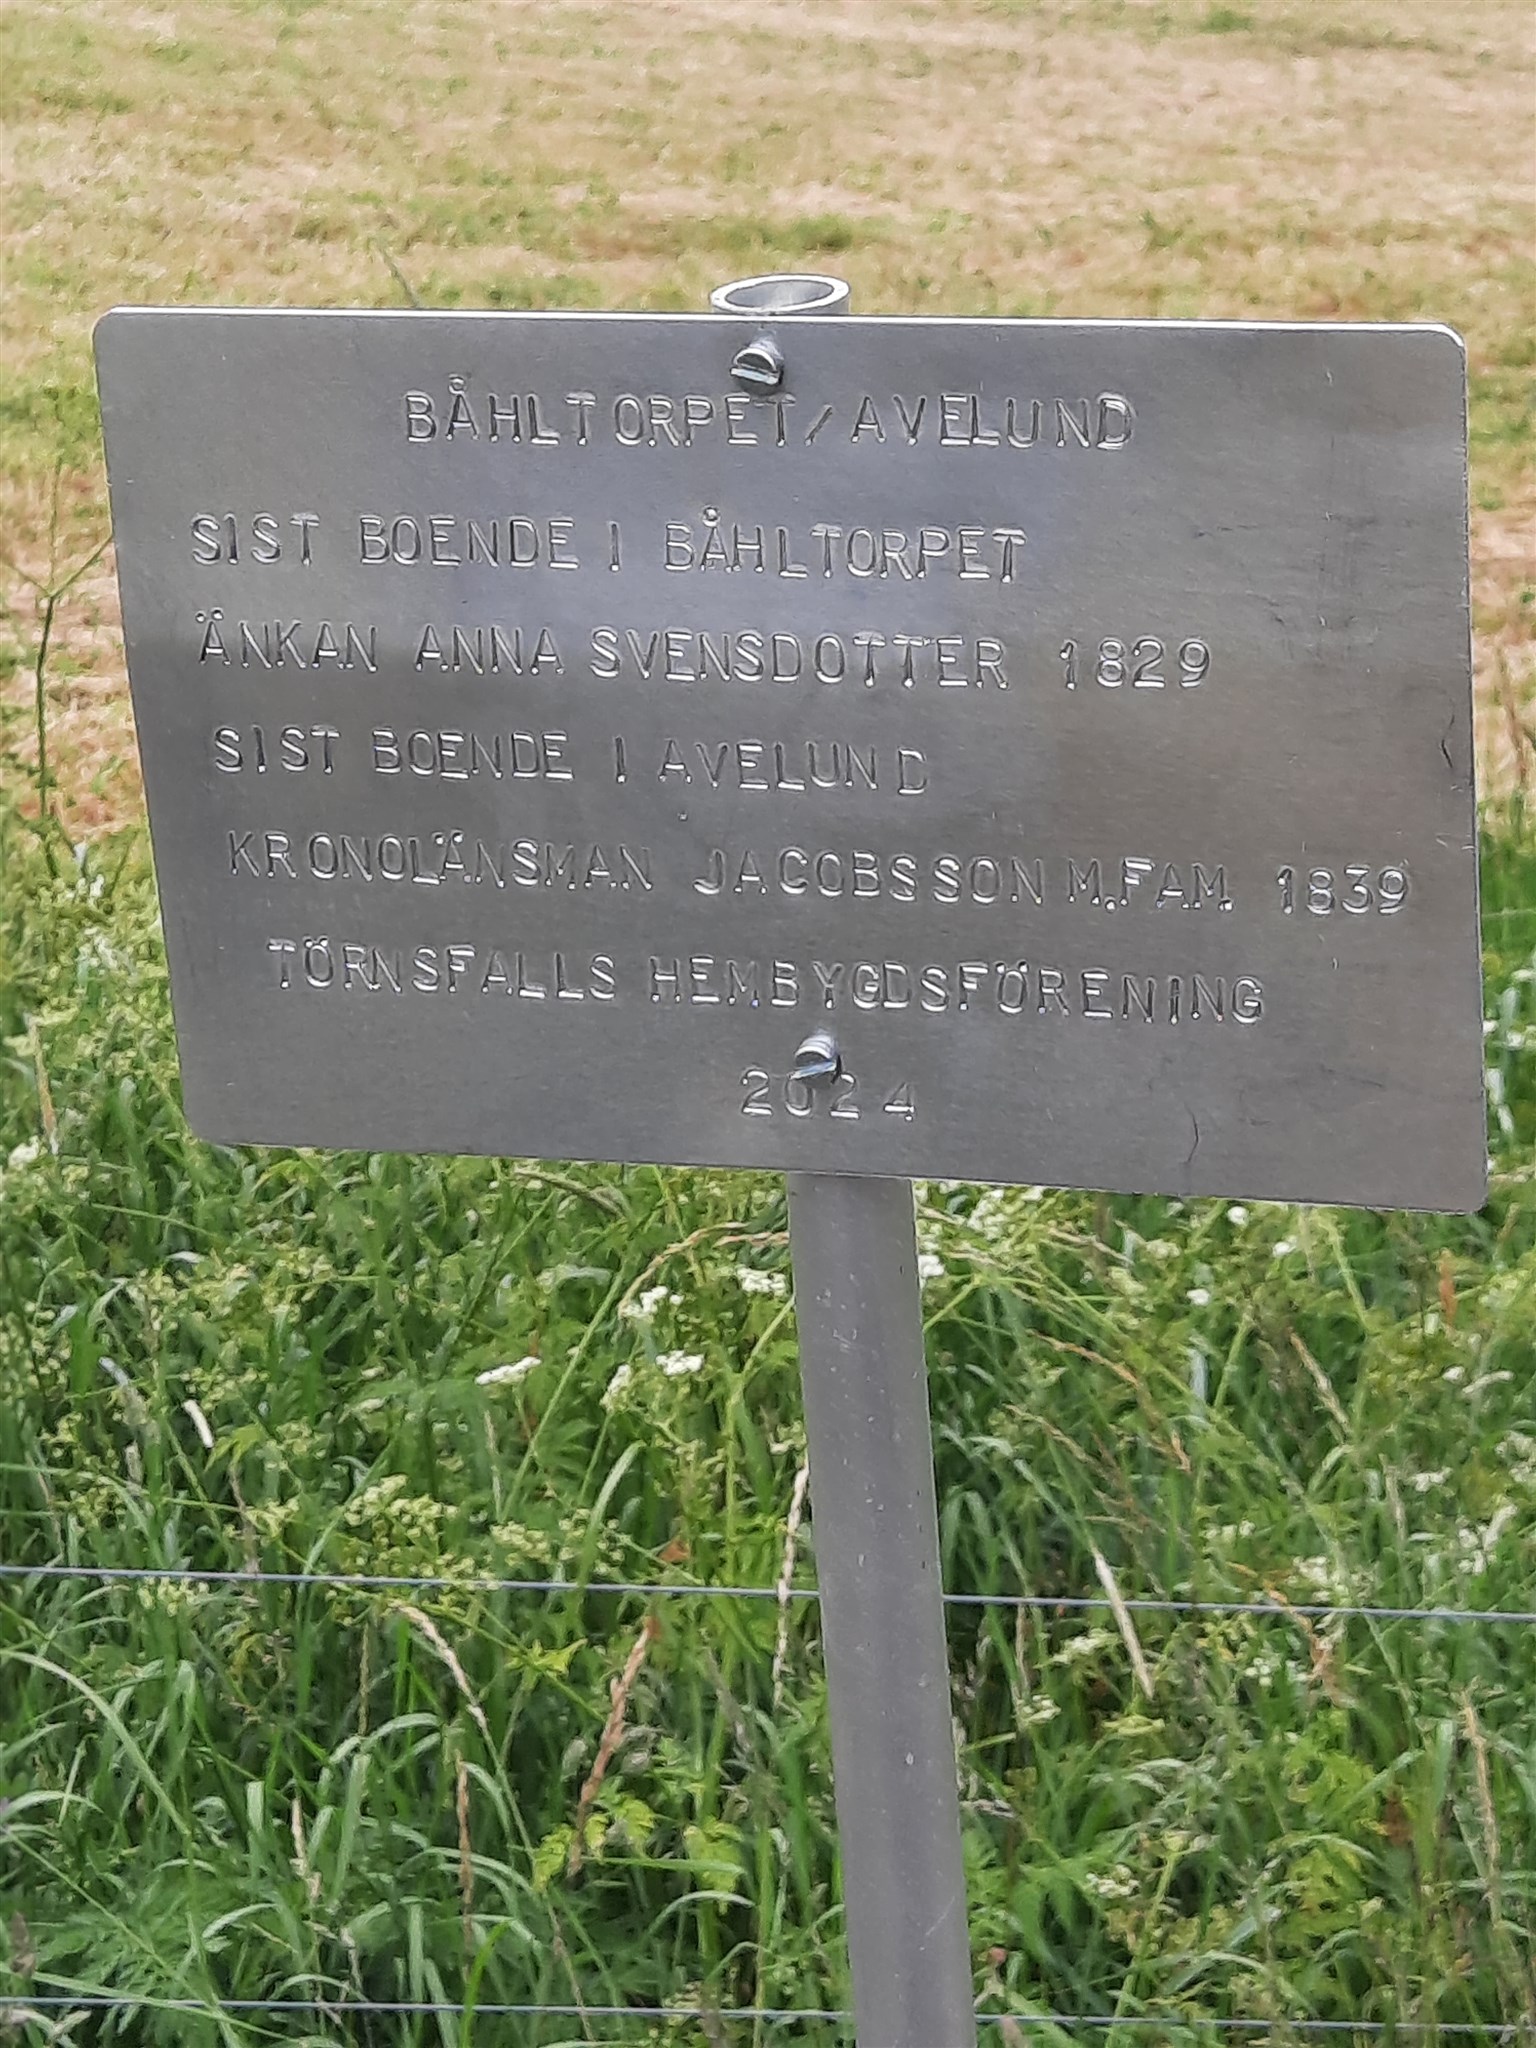 BÅHLTORPET/AVELUND
SIST BOENDE I BÅHLTORPET
ÄNKAN ANNA SVENSDOTTER 1829
SIST BOENDE I AVELUND
KRONOLÄNSMAN JACOBSSON M.FAM. 1839
TÖRNSFALLS HEMBYGDSFÖRENING
2024